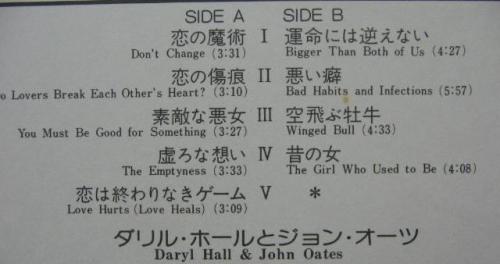 SIDE A SIDE B
恋の魔術 I 運命には逆えない
Don't Change (3:31) Bigger Than Both of Us (4:27)
恋の傷痕 II 悪い癖
o Lovers Break Each Other's Heart? (3:10) Bad Habits and Infections (5:57)
素敵な悪女 III 空飛ぶ牡牛
You Must Be Good for Something (3:27) Winged Bull (4:33)
虚ろな想い IV 昔の女
The Emptyness (3:33) The Girl Who Used to Be (4:08)
恋は終わりなきゲーム V *
Love Hurts (Love Heals) (3:09)
ダリル・ホールとジョン・オーツ
Daryl Hall & John Oates